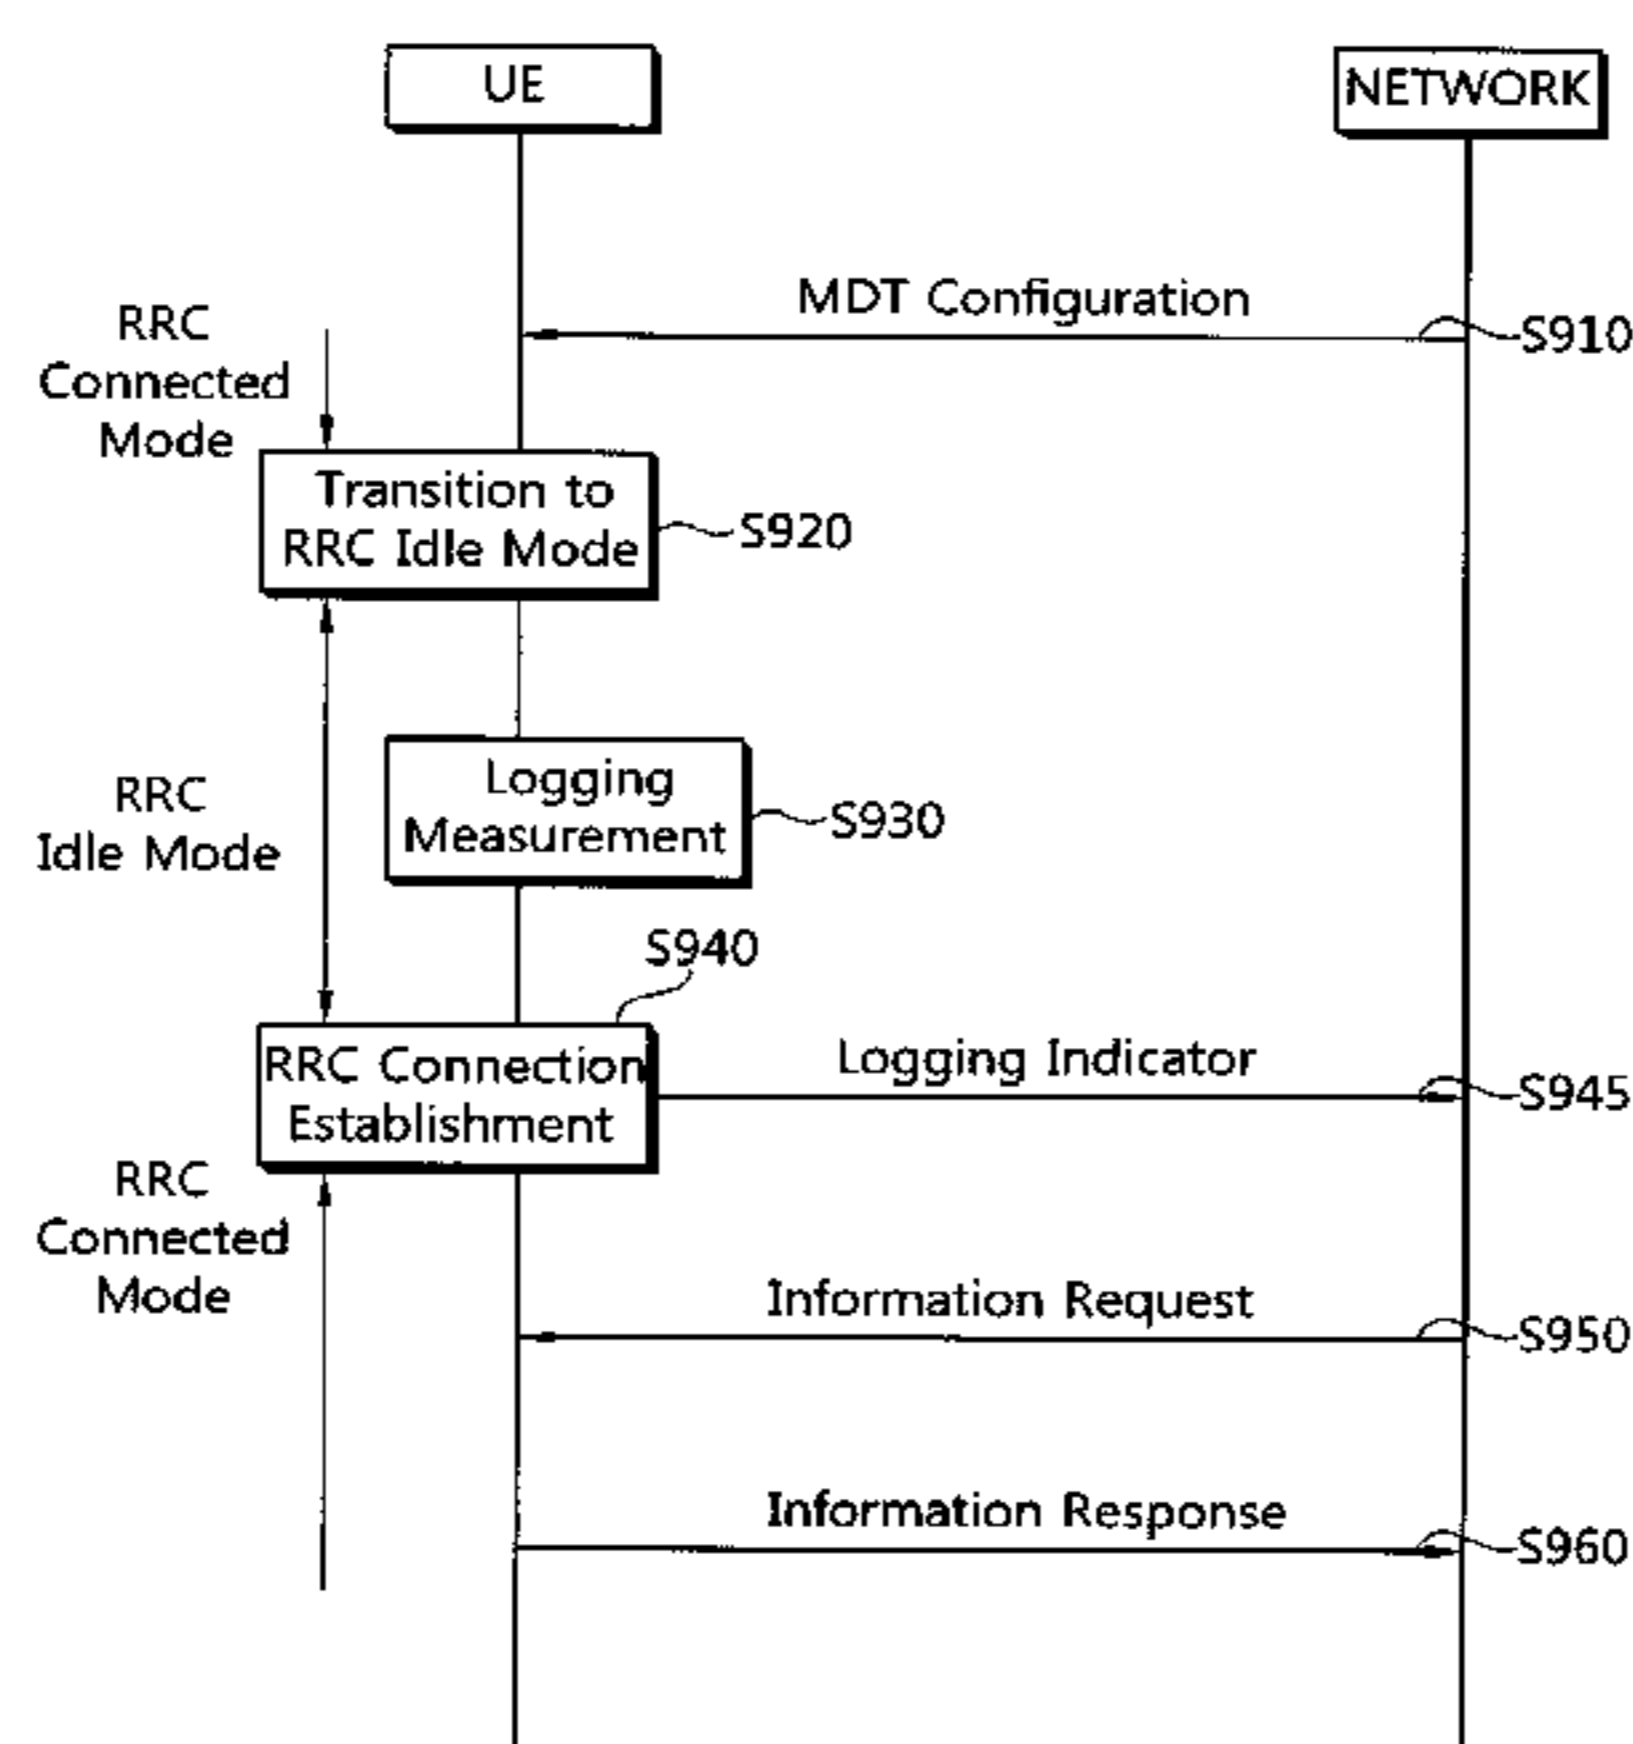 UE
NETWORK
MDT Configuration
S910
RRC
Connected
Mode
Transition to
RRC Idle Mode
S920
RRC
Idle Mode
Logging
Measurement
S930
S940
RRC Connection
Establishment
Logging Indicator
S945
RRC
Connected
Mode
Information Request
S950
Information Response
S960